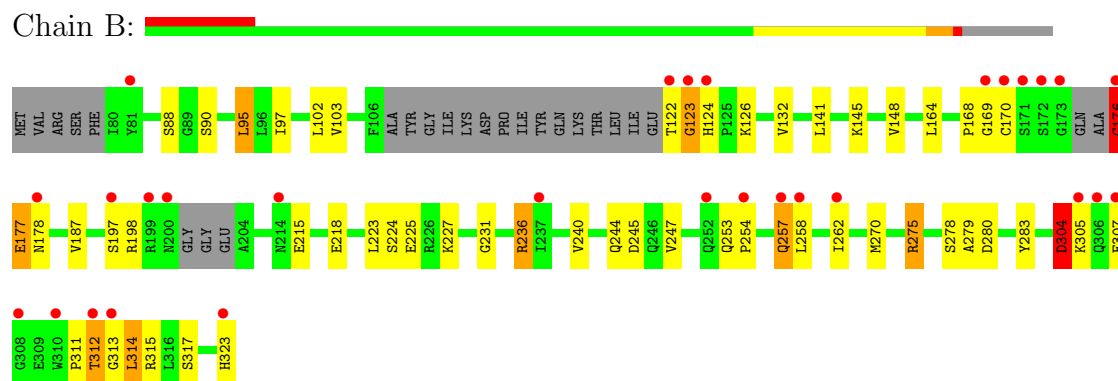 Chain B:
MET VAL ARG SER PHE I80 Y81 S88 G89 S90 L95 L96 I97 L102 V103 F106 ALA TYR GLY ILE LYS ASP PRO ILE TYR GLN LYS THR LEU ILE GLU T122 G123 H124 P125 K126 V132 L141 K145 V148 L164 P168 G169 C170 S171 S172 G173 GLN ALA
E177 N178 V187 S197 R198 R199 N200 GLY GLY GLU A204 N214 E215 E218 L223 S224 E225 R226 K227 G231 R236 I237 V240 Q244 D245 Q246 V247 Q252 Q253 P254 Q257 L258 I262 M270 R275 S278 A279 D280 Y283 D304 K305 Q306
G308 E309 W310 P311 T312 G313 L314 R315 L316 S317 H323